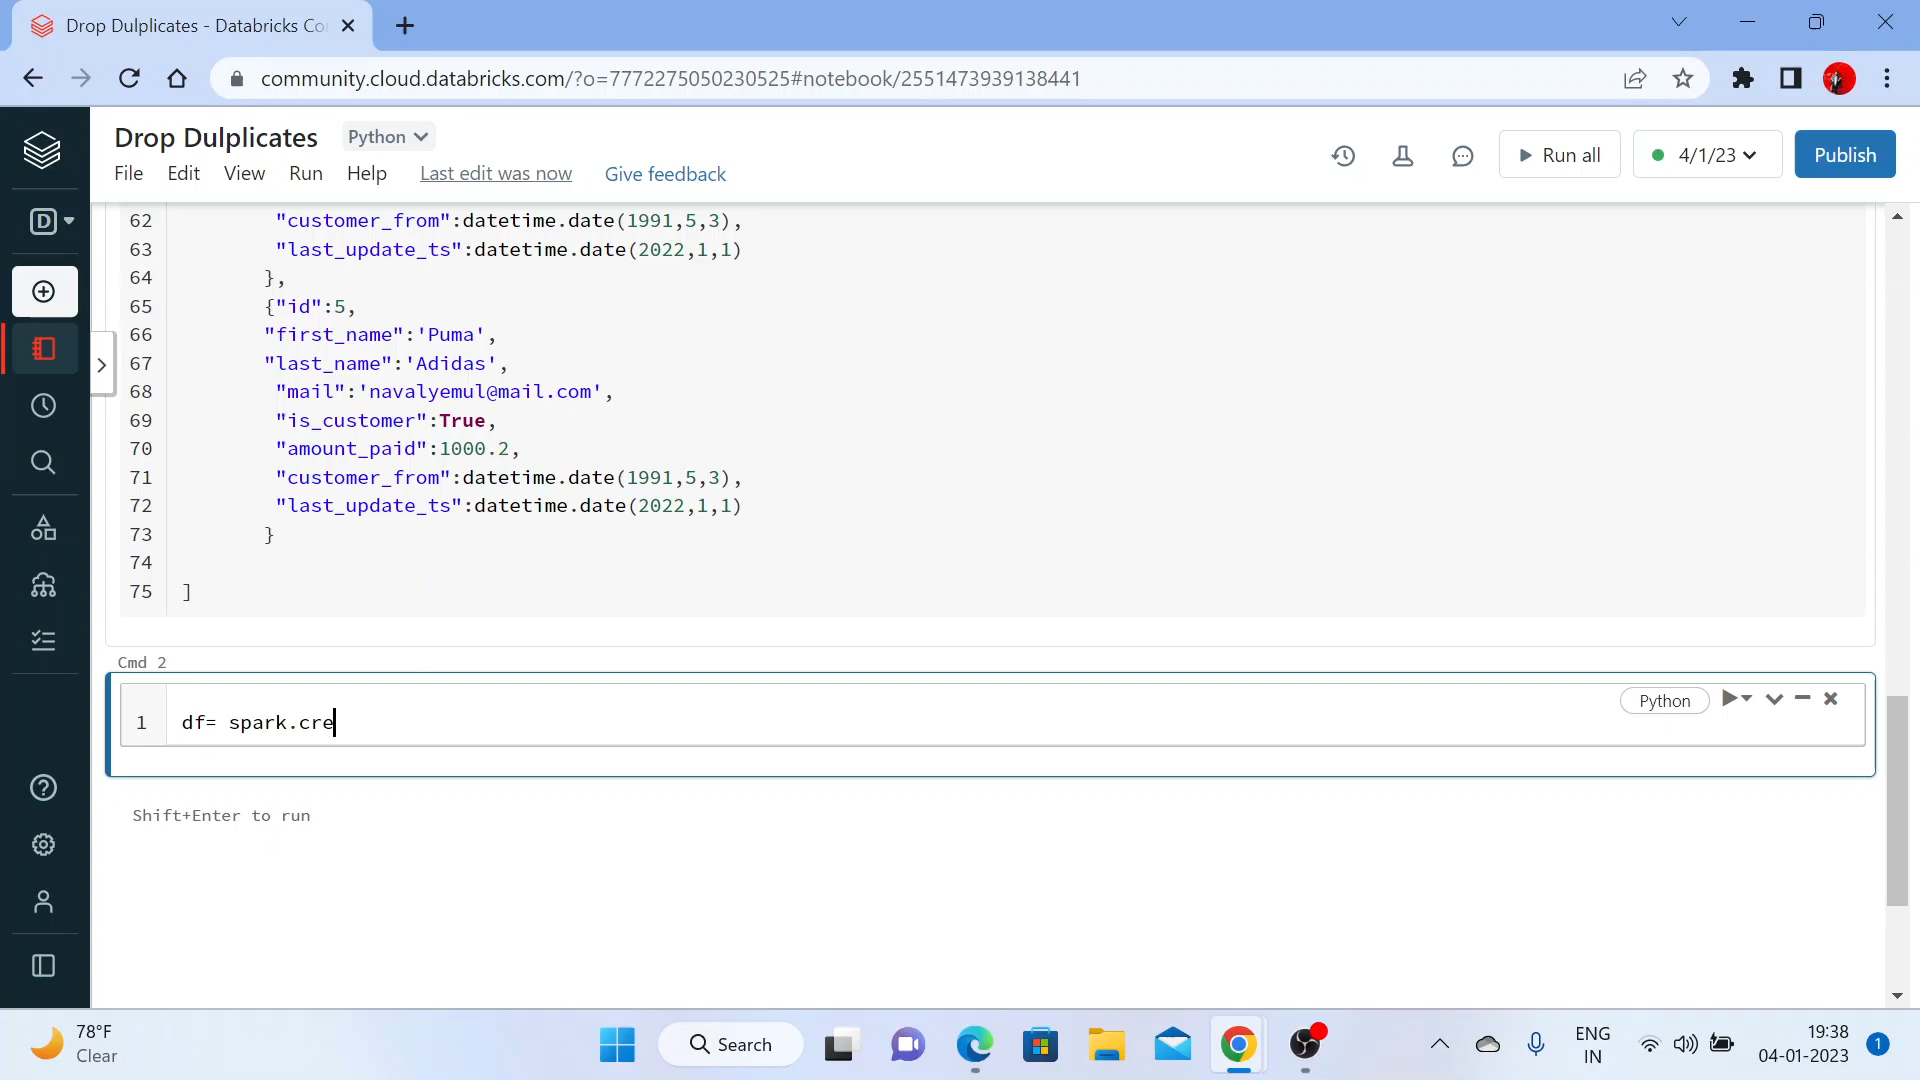 Drop Dulplicates - Databricks Co
community.cloud.databricks.com/?o=7772275050230525#notebook/2551473939138441
Drop Dulplicates Python
File Edit View Run Help Last edit was now Give feedback
Run all 4/1/23 Publish
D
62 "customer_from":datetime.date(1991,5,3),
63 "last_update_ts":datetime.date(2022,1,1)
64 },
65 {"id":5,
66 "first_name":'Puma',
67 "last_name":'Adidas',
68 "mail":'navalyemul@mail.com',
69 "is_customer":True,
70 "amount_paid":1000.2,
71 "customer_from":datetime.date(1991,5,3),
72 "last_update_ts":datetime.date(2022,1,1)
73 }
74
75 ]
Cmd 2
Python
1 df= spark.cre
Shift+Enter to run
78°F
Clear
Search
ENG
IN
19:38
04-01-2023
1